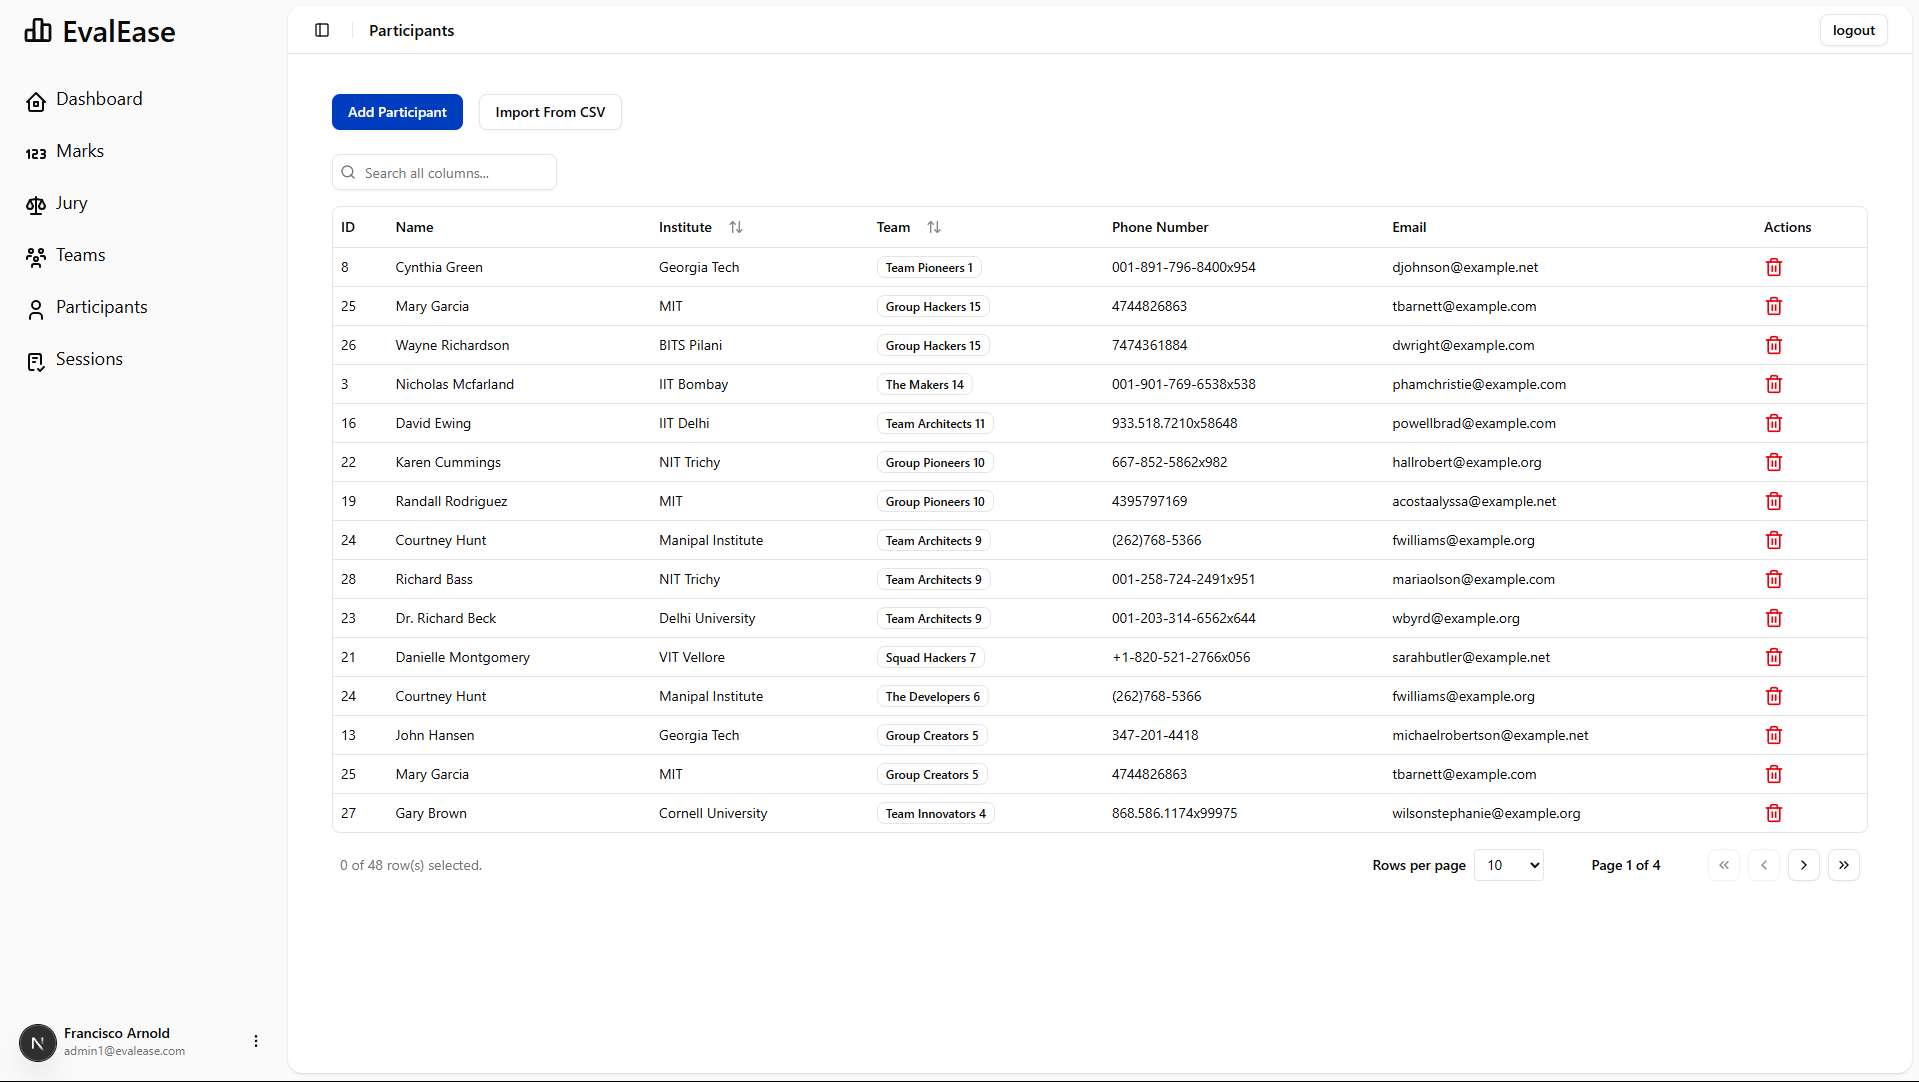 EvalEase
Dashboard
123 Marks
Jury
Teams
Participants
Sessions
Participants
logout
Add Participant Import From CSV
Search all columns...
ID Name Institute Team Phone Number Email Actions
8 Cynthia Green Georgia Tech Team Pioneers 1 001-891-796-8400x954 djohnson@example.net
25 Mary Garcia MIT Group Hackers 15 4744826863 tbarnett@example.com
26 Wayne Richardson BITS Pilani Group Hackers 15 7474361884 dwright@example.com
3 Nicholas Mcfarland IIT Bombay The Makers 14 001-901-769-6538x538 phamchristie@example.com
16 David Ewing IIT Delhi Team Architects 11 933.518.7210x58648 powellbrad@example.com
22 Karen Cummings NIT Trichy Group Pioneers 10 667-852-5862x982 hallrobert@example.org
19 Randall Rodriguez MIT Group Pioneers 10 4395797169 acostaalyssa@example.net
24 Courtney Hunt Manipal Institute Team Architects 9 (262)768-5366 fwilliams@example.org
28 Richard Bass NIT Trichy Team Architects 9 001-258-724-2491x951 mariaolson@example.com
23 Dr. Richard Beck Delhi University Team Architects 9 001-203-314-6562x644 wbyrd@example.org
21 Danielle Montgomery VIT Vellore Squad Hackers 7 +1-820-521-2766x056 sarahbutler@example.net
24 Courtney Hunt Manipal Institute The Developers 6 (262)768-5366 fwilliams@example.org
13 John Hansen Georgia Tech Group Creators 5 347-201-4418 michaelrobertson@example.net
25 Mary Garcia MIT Group Creators 5 4744826863 tbarnett@example.com
27 Gary Brown Cornell University Team Innovators 4 868.586.1174x99975 wilsonstephanie@example.org
0 of 48 row(s) selected. Rows per page 10 Page 1 of 4
N Francisco Arnold
admin1@evalease.com